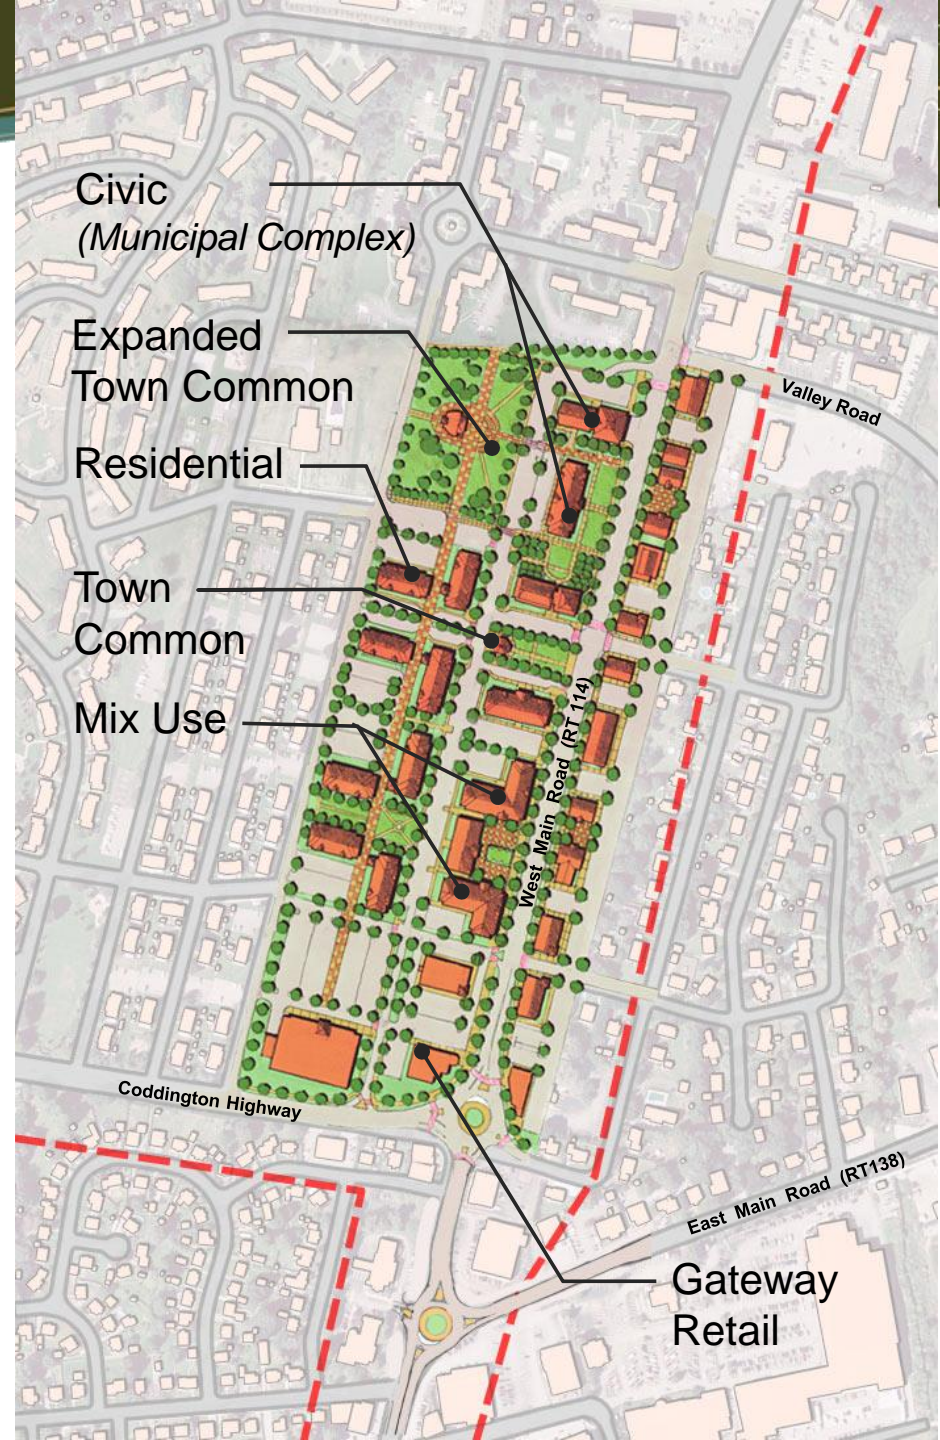 Civic
(Municipal Complex)
Expanded
Town Common
Valley Road
Residential
Town
Common
Mix Use
West Main Road (RT 114)
Coddington Highway
East Main Road (RT138)
Gateway
Retail